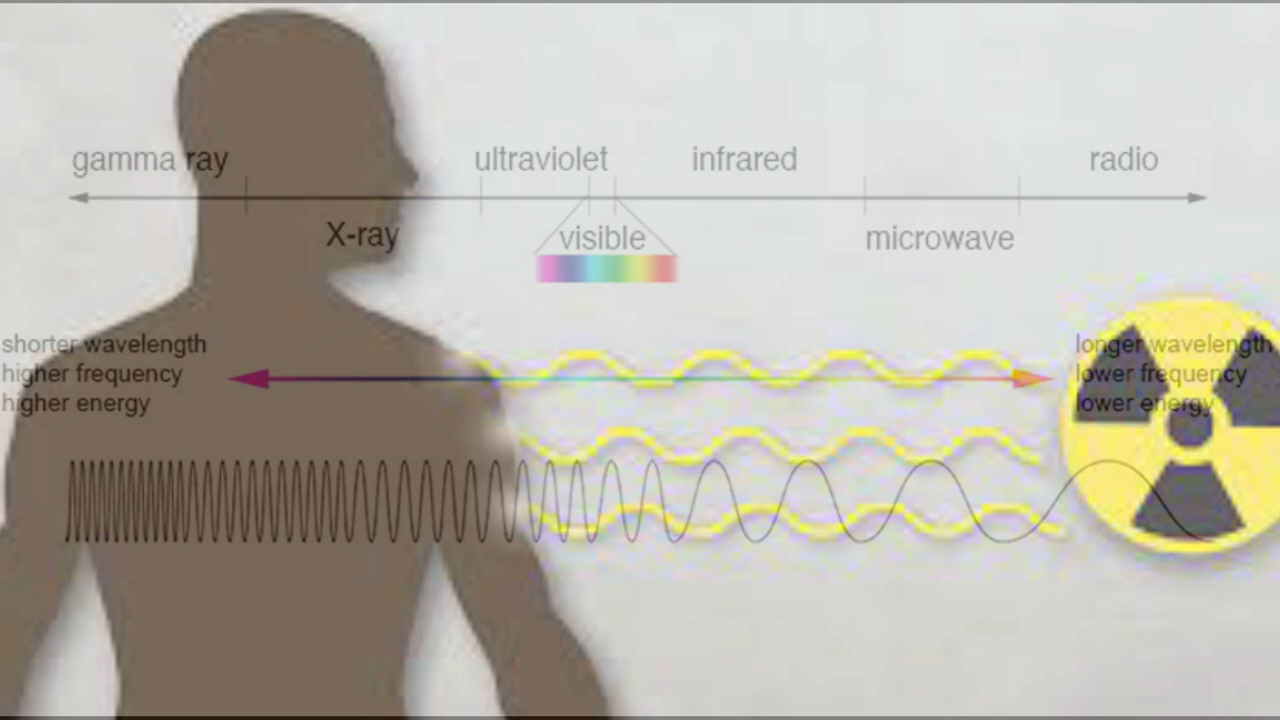 gamma ray
ultraviolet
infrared
radio
X-ray
visible
microwave
shorter wavelength
higher frequency
higher energy
longer wavelength
lower frequency
lower energy